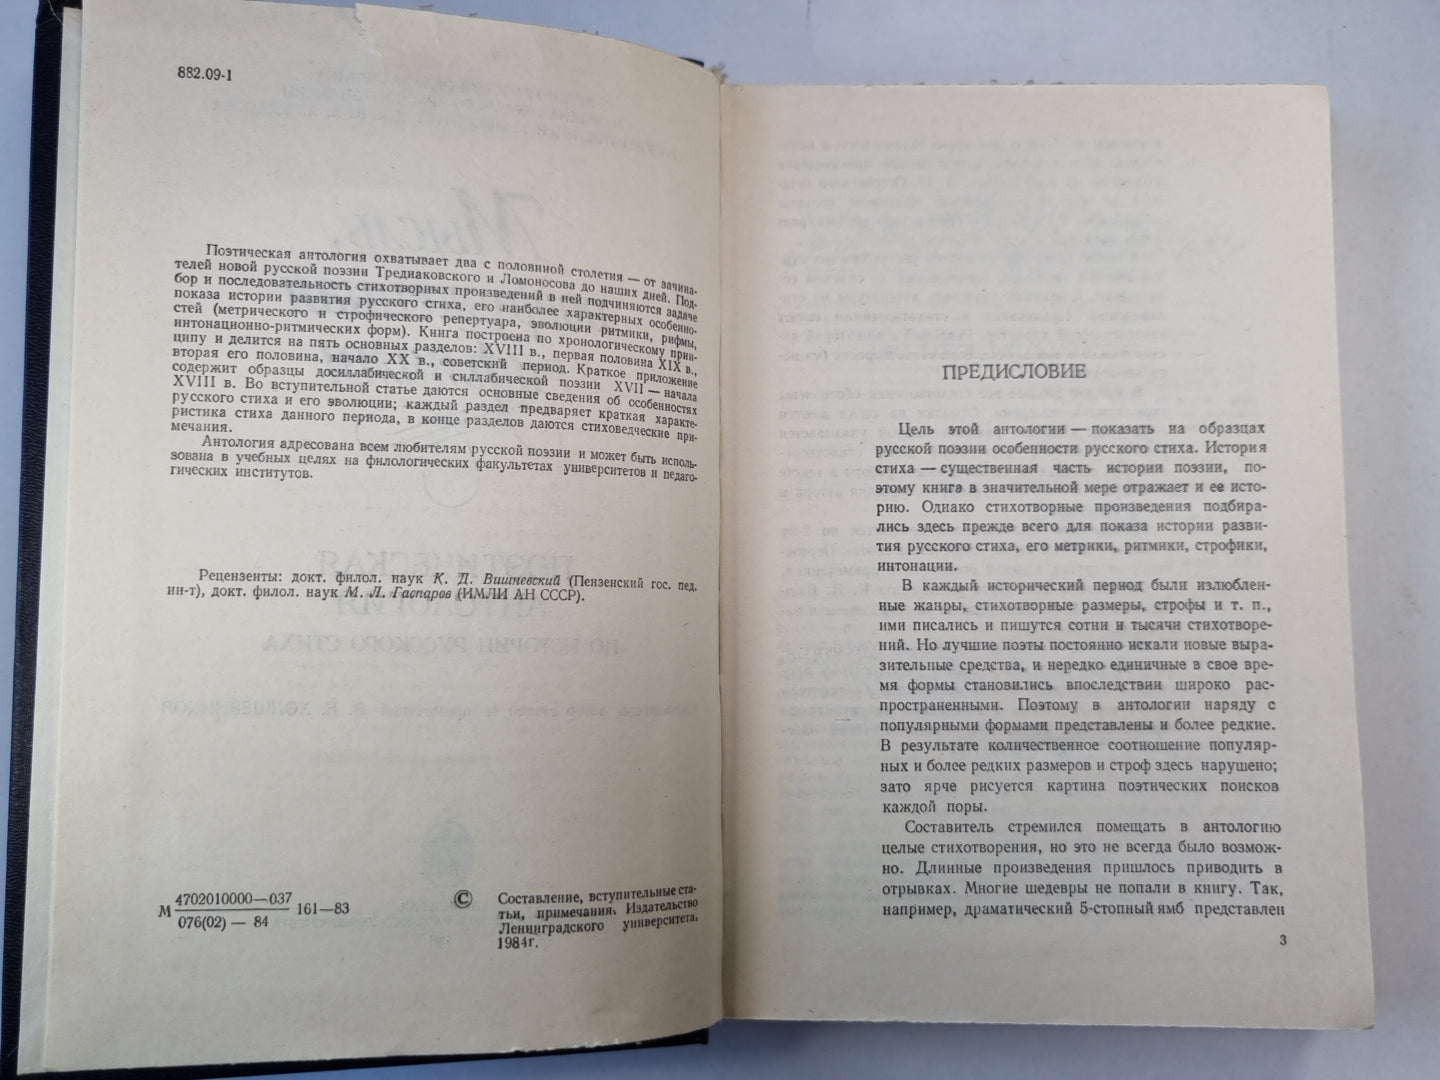 882.09-1
Поэтическая антология охватывает два с половиной столетия — от зачина-
телей новой русской поэзии Тредиаковского и Ломоносова до наших дней. Под-
бор и последовательность стихотворных произведений в ней подчиняются задаче
показа истории развития русского стиха, его наиболее характерных особенно-
стей (метрического и строфического репертуара, эволюции ритмики, рифмы,
интонационно-ритмических форм). Книга построена по хронологическому прин-
ципу и делится на пять основных разделов: XVIII в., первая половина XIX в.,
вторая его половина, начало XX в., советский период. Краткое приложение
содержит образцы досиллабической и силлабической поэзии XVII — начала
XVIII в. Во вступительной статье даются основные сведения об особенностях
русского стиха и его эволюции; каждый раздел предваряет краткая характе-
ристика стиха данного периода, в конце разделов даются стиховедческие при-
мечания.
Антология адресована всем любителям русской поэзии и может быть исполь-
зована в учебных целях на филологических факультетах университетов и педаго-
гических институтов.
Рецензенты: докт. филол. наук К. Д. Вишневский (Пензенский гос. пед.
ин-т), докт. филол. наук М. Л. Гаспаров (ИМЛИ АН СССР).
М 4702010000—037
076(02) — 84
161—83
© Составление, вступительные ста-
тьи, примечания. Издательство
Ленинградского университета,
1984г.
ПРЕДИСЛОВИЕ
Цель этой антологии — показать на образцах
русской поэзии особенности русского стиха. История
стиха — существенная часть истории поэзии, по-
этому книга в значительной мере отражает и ее исто-
рию. Однако стихотворные произведения подбира-
лись здесь прежде всего для показа истории разви-
тия русского стиха, его метрики, ритмики, строфики,
интонации.
В каждый исторический период были излюблен-
ные жанры, стихотворные размеры, строфы и т. п.,
ими писались и пишутся сотни и тысячи стихотворе-
ний. Но лучшие поэты постоянно искали новые выра-
зительные средства, и нередко единичные в свое вре-
мя формы становились впоследствии широко рас-
пространенными. Поэтому в антологии наряду с
популярными формами представлены и более редкие.
В результате количественное соотношение популяр-
ных и более редких размеров и строф здесь нарушено;
зато ярче рисуется картина поэтических поисков
каждой поры.
Составитель стремился помещать в антологию
целые стихотворения, но это не всегда было возмож-
но. Длинные произведения пришлось приводить в
отрывках. Многие шедевры не попали в книгу. Так,
например, драматический 5-стопный ямб представлен
3